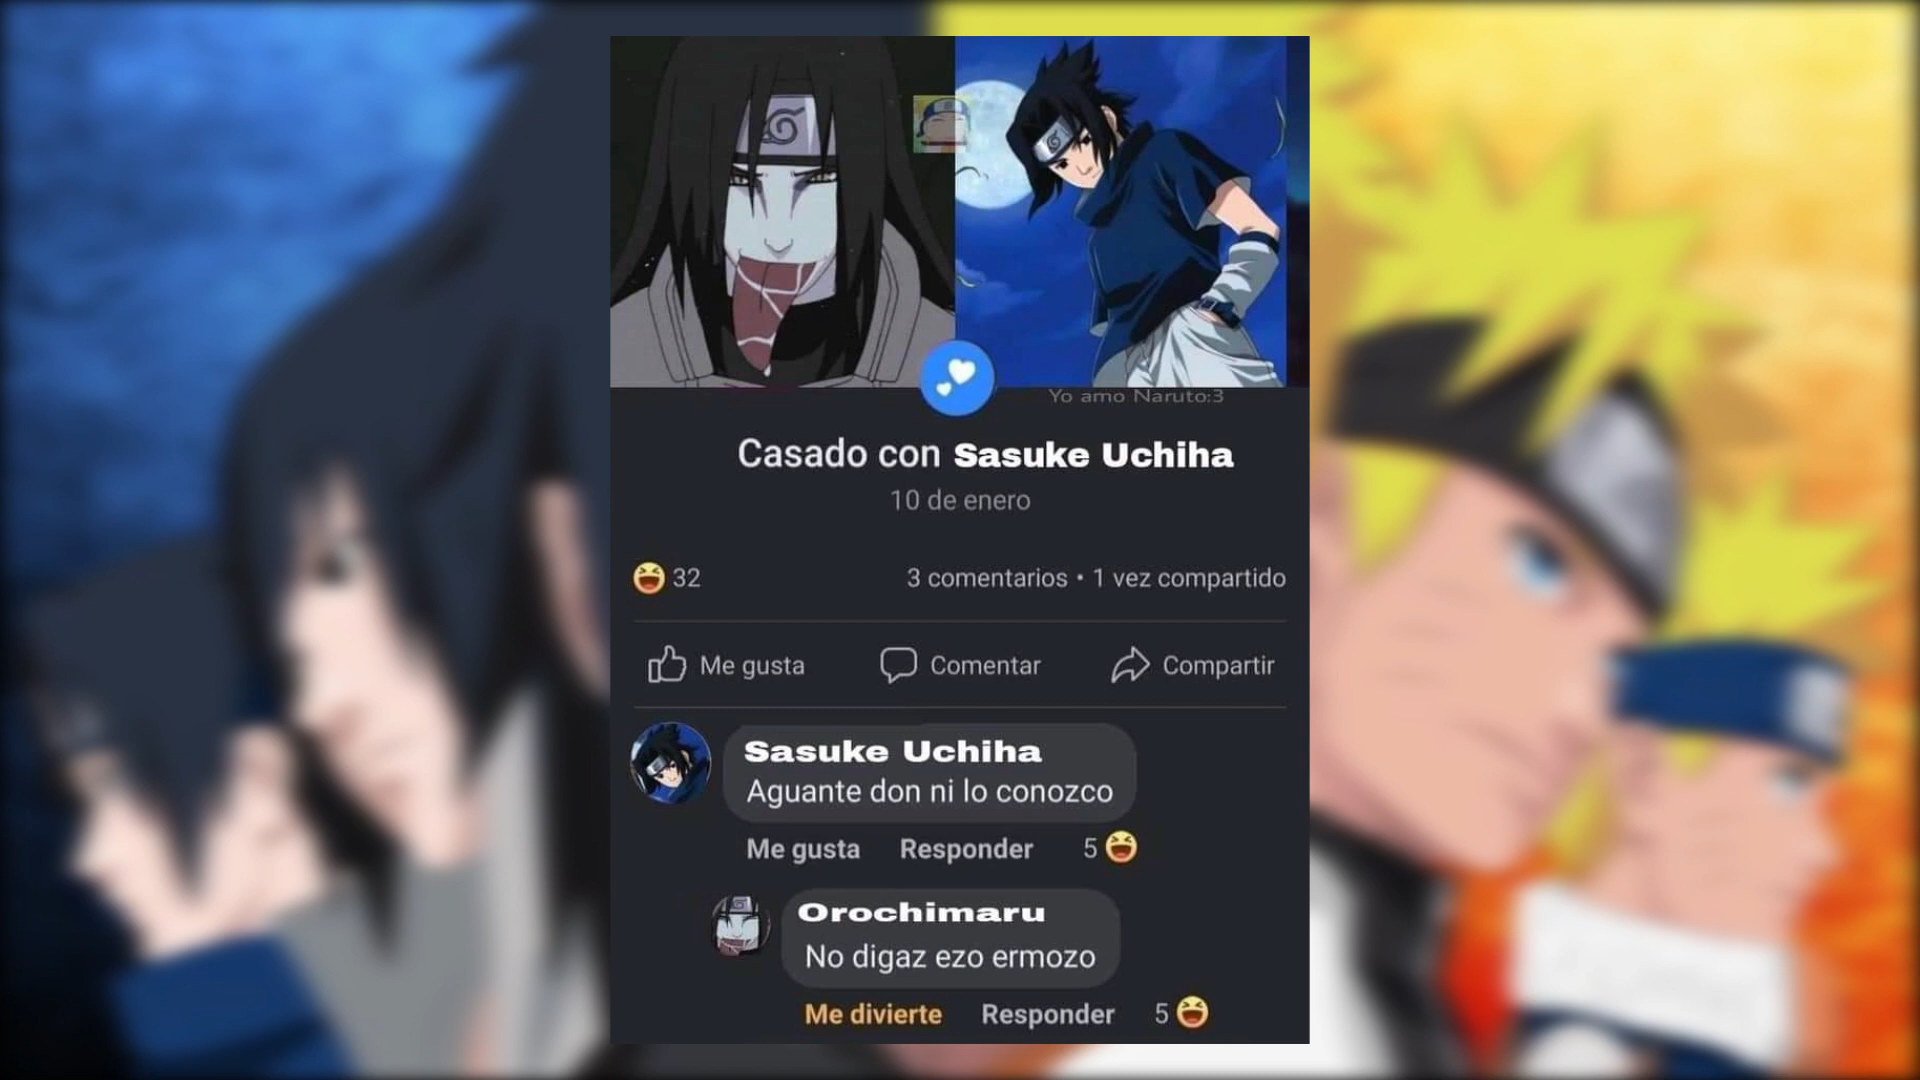 Yo amo Naruto:3
Casado con Sasuke Uchiha
10 de enero
32
3 comentarios • 1 vez compartido
Me gusta
Comentar
Compartir
Sasuke Uchiha
Aguante don ni lo conozco
Me gusta Responder 5
Orochimaru
No digaz ezo ermozo
Me divierte Responder 5